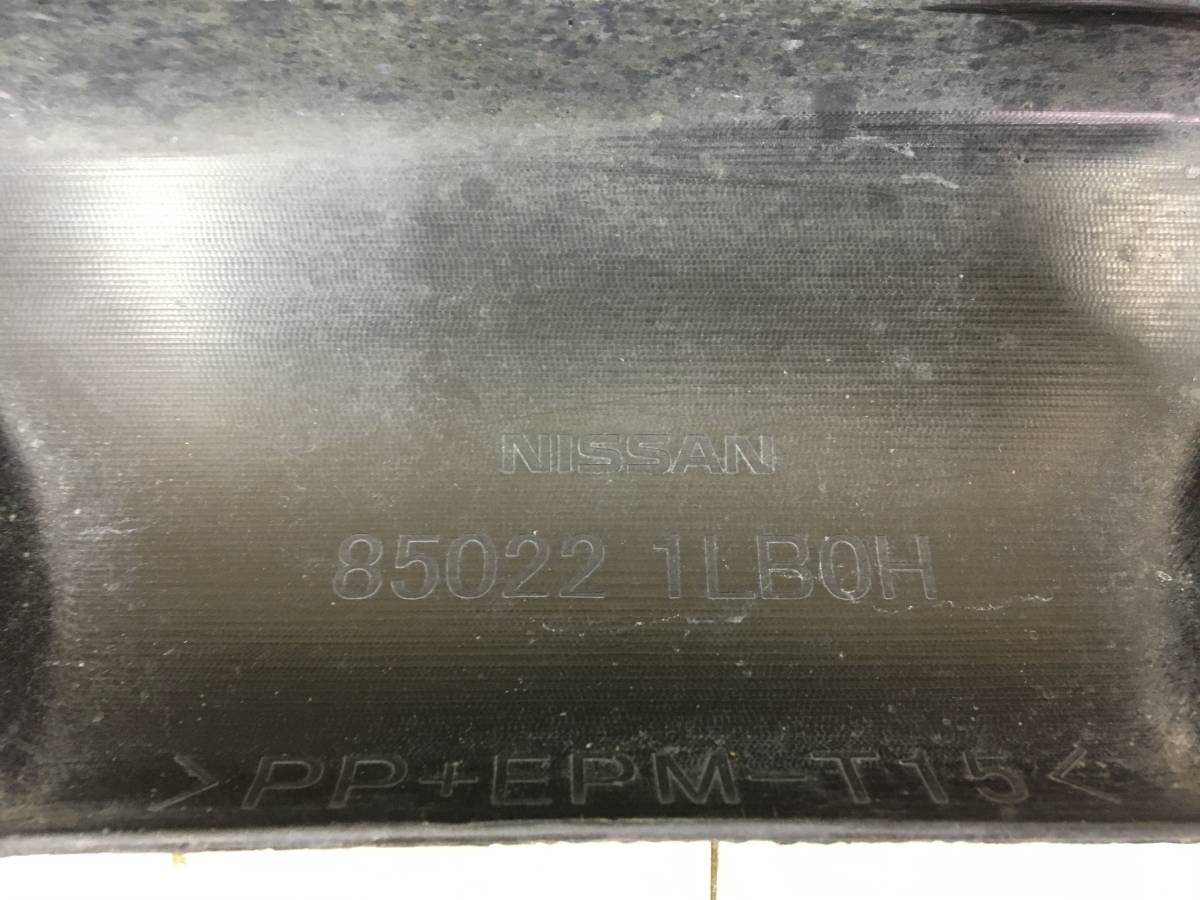 NISSAN
85022 1LB0H
>PP+EPM-T15<